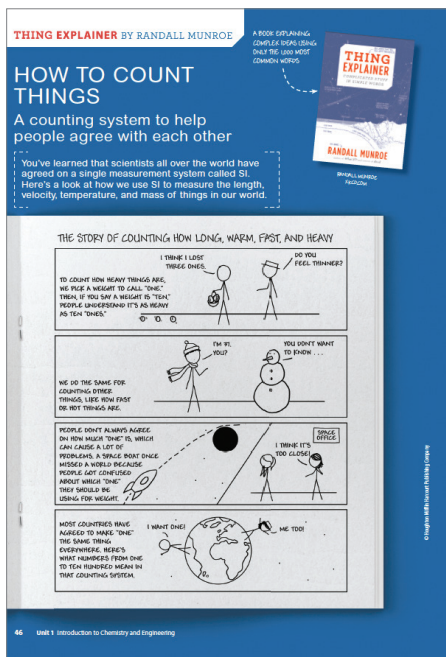 THING EXPLAINER BY RANDALL MUNROE
A BOOK EXPLAINING
COMPLEX IDEAS USING
ONLY THE 1,000 MOST
COMMON WORDS
THING
EXPLAINER
COMPLICATED STUFF
IN SIMPLE WORDS
RANDALL MUNROE
RANDALL MUNROE
XKCD.COM
HOW TO COUNT
THINGS
A counting system to help
people agree with each other
You've learned that scientists all over the world have
agreed on a single measurement system called SI.
Here's a look at how we use SI to measure the length,
velocity, temperature, and mass of things in our world.
THE STORY OF COUNTING HOW LONG, WARM, FAST, AND HEAVY
TO COUNT HOW HEAVY THINGS ARE,
WE PICK A WEIGHT TO CALL "ONE."
THEN, IF YOU SAY A WEIGHT IS "TEN,"
PEOPLE UNDERSTAND IT'S AS HEAVY
AS TEN "ONES."
I THINK I LOST
THREE ONES.
DO YOU
FEEL THINNER?
WE DO THE SAME FOR
COUNTING OTHER
THINGS, LIKE HOW FAST
OR HOT THINGS ARE.
I'M 37.
YOU?
YOU DON'T WANT
TO KNOW . . .
PEOPLE DON'T ALWAYS AGREE
ON HOW MUCH "ONE" IS, WHICH
CAN CAUSE A LOT OF
PROBLEMS. A SPACE BOAT ONCE
MISSED A WORLD BECAUSE
PEOPLE GOT CONFUSED
ABOUT WHICH "ONE"
THEY SHOULD BE
USING FOR WEIGHT.
SPACE
OFFICE
I THINK IT'S
TOO CLOSE!
MOST COUNTRIES HAVE
AGREED TO MAKE "ONE"
THE SAME THING
EVERYWHERE. HERE'S
WHAT NUMBERS FROM ONE
TO TEN HUNDRED MEAN IN
THAT COUNTING SYSTEM.
I WANT ONE!
ME TOO!
© Houghton Mifflin Harcourt Publishing Company
46 Unit 1 Introduction to Chemistry and Engineering